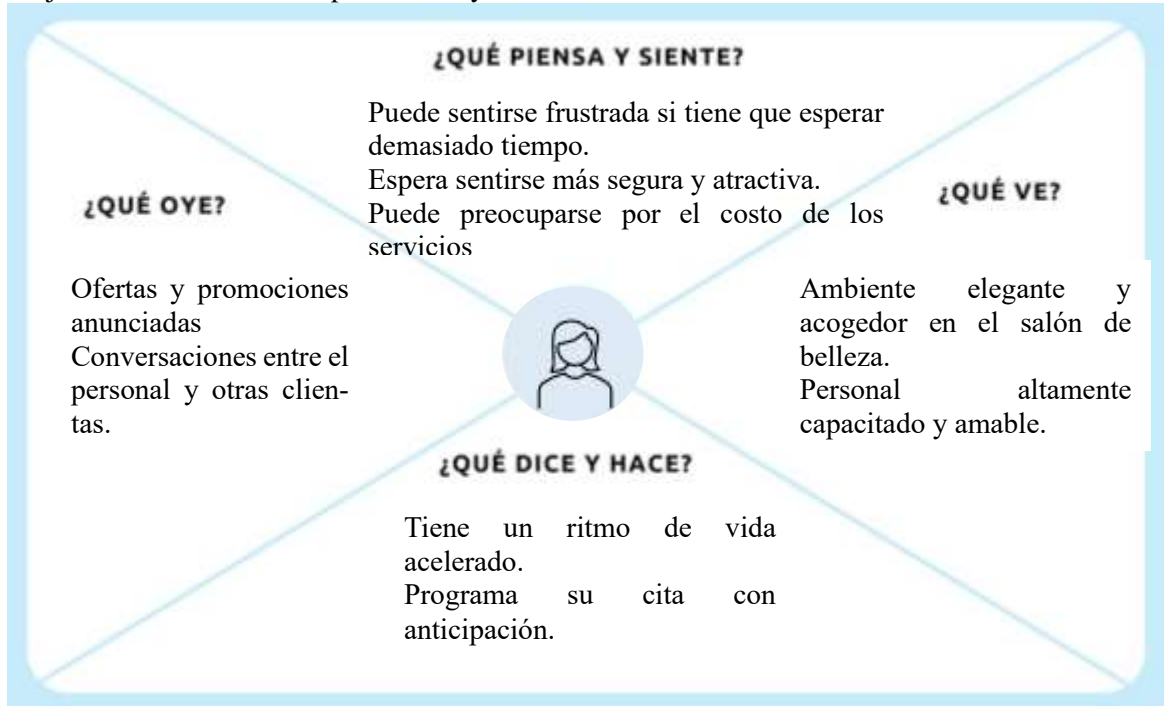 ¿QUÉ PIENSA Y SIENTE?
Puede sentirse frustrada si tiene que esperar
demasiado tiempo.
Espera sentirse más segura y atractiva.
Puede preocuparse por el costo de los
servicios
¿QUÉ OYE?
Ofertas y promociones
anunciadas
Conversaciones entre el
personal y otras clien-
tas.
¿QUÉ VE?
Ambiente elegante y
acogedor en el salón de
belleza.
Personal altamente
capacitado y amable.
¿QUÉ DICE Y HACE?
Tiene un ritmo de vida
acelerado.
Programa su cita con
anticipación.